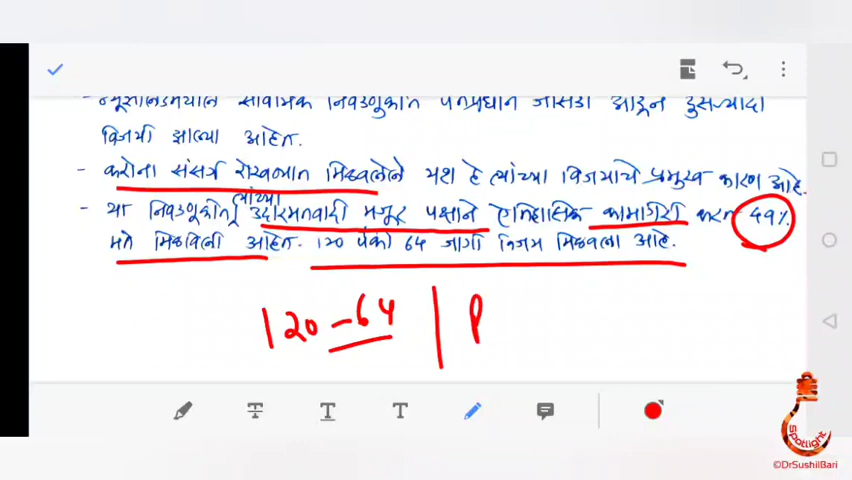 न्यूझीलंडमधील सार्वत्रिक निवडणुकीत पंतप्रधान जेसिंडा आर्डेन दुसऱ्यांदा
विजयी झाल्या आहेत.
- करोना संसर्ग रोखण्यात मिळवलेले यश हे त्यांच्या विजयाचे प्रमुख कारण आहे.
- या निवडणुकीत त्यांच्या उदारमतवादी मजूर पक्षाने ऐतिहासिक कामगिरी करत 49%
मते मिळविली आहेत. 120 पैकी 64 जागी विजय मिळवला आहे.
120 - 64 | P
T T T
Spotlight
©DrSushilBari